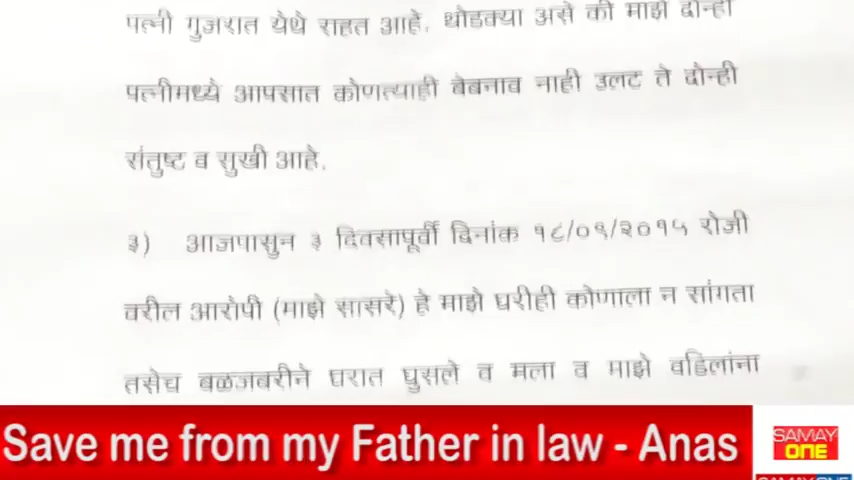 पत्नी गुजरात येथे राहत आहे. थोडक्या असे की माझे दोन्ही
पत्नीमध्ये आपसात कोणत्याही बेबनाव नाही उलट ते दोन्ही
संतुष्ट व सुखी आहे.
३) आजपासुन ३ दिवसापूर्वी दिनांक १८/०९/२०१५ रोजी
वरील आरोपी (माझे सासरे) हे माझे घरीही कोणाला न सांगता
तसेच बळजबरीने घरात घुसले व मला व माझे वडिलांना
Save me from my Father in law - Anas
SAMAY
ONE
SAMAY ONE